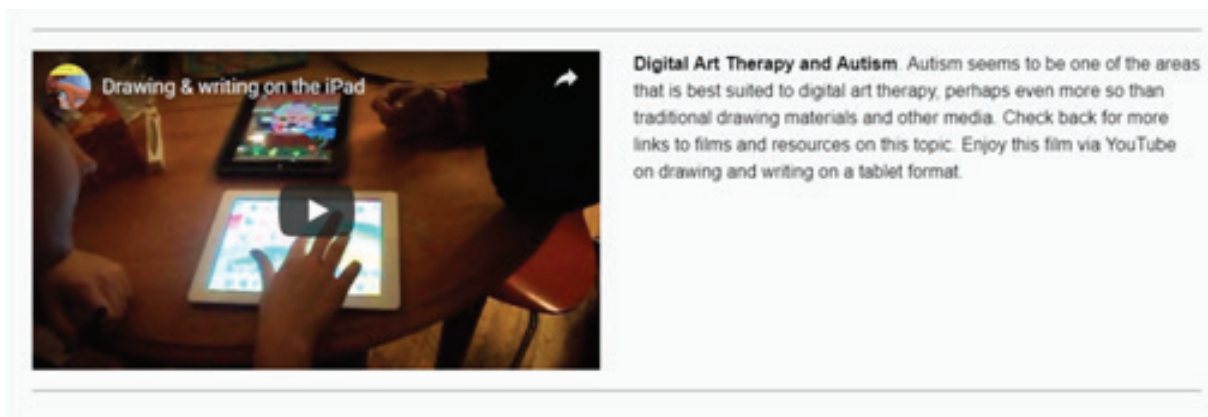 Drawing & writing on the iPad
Digital Art Therapy and Autism. Autism seems to be one of the areas
that is best suited to digital art therapy, perhaps even more so than
traditional drawing materials and other media. Check back for more
links to films and resources on this topic. Enjoy this film via YouTube
on drawing and writing on a tablet format.